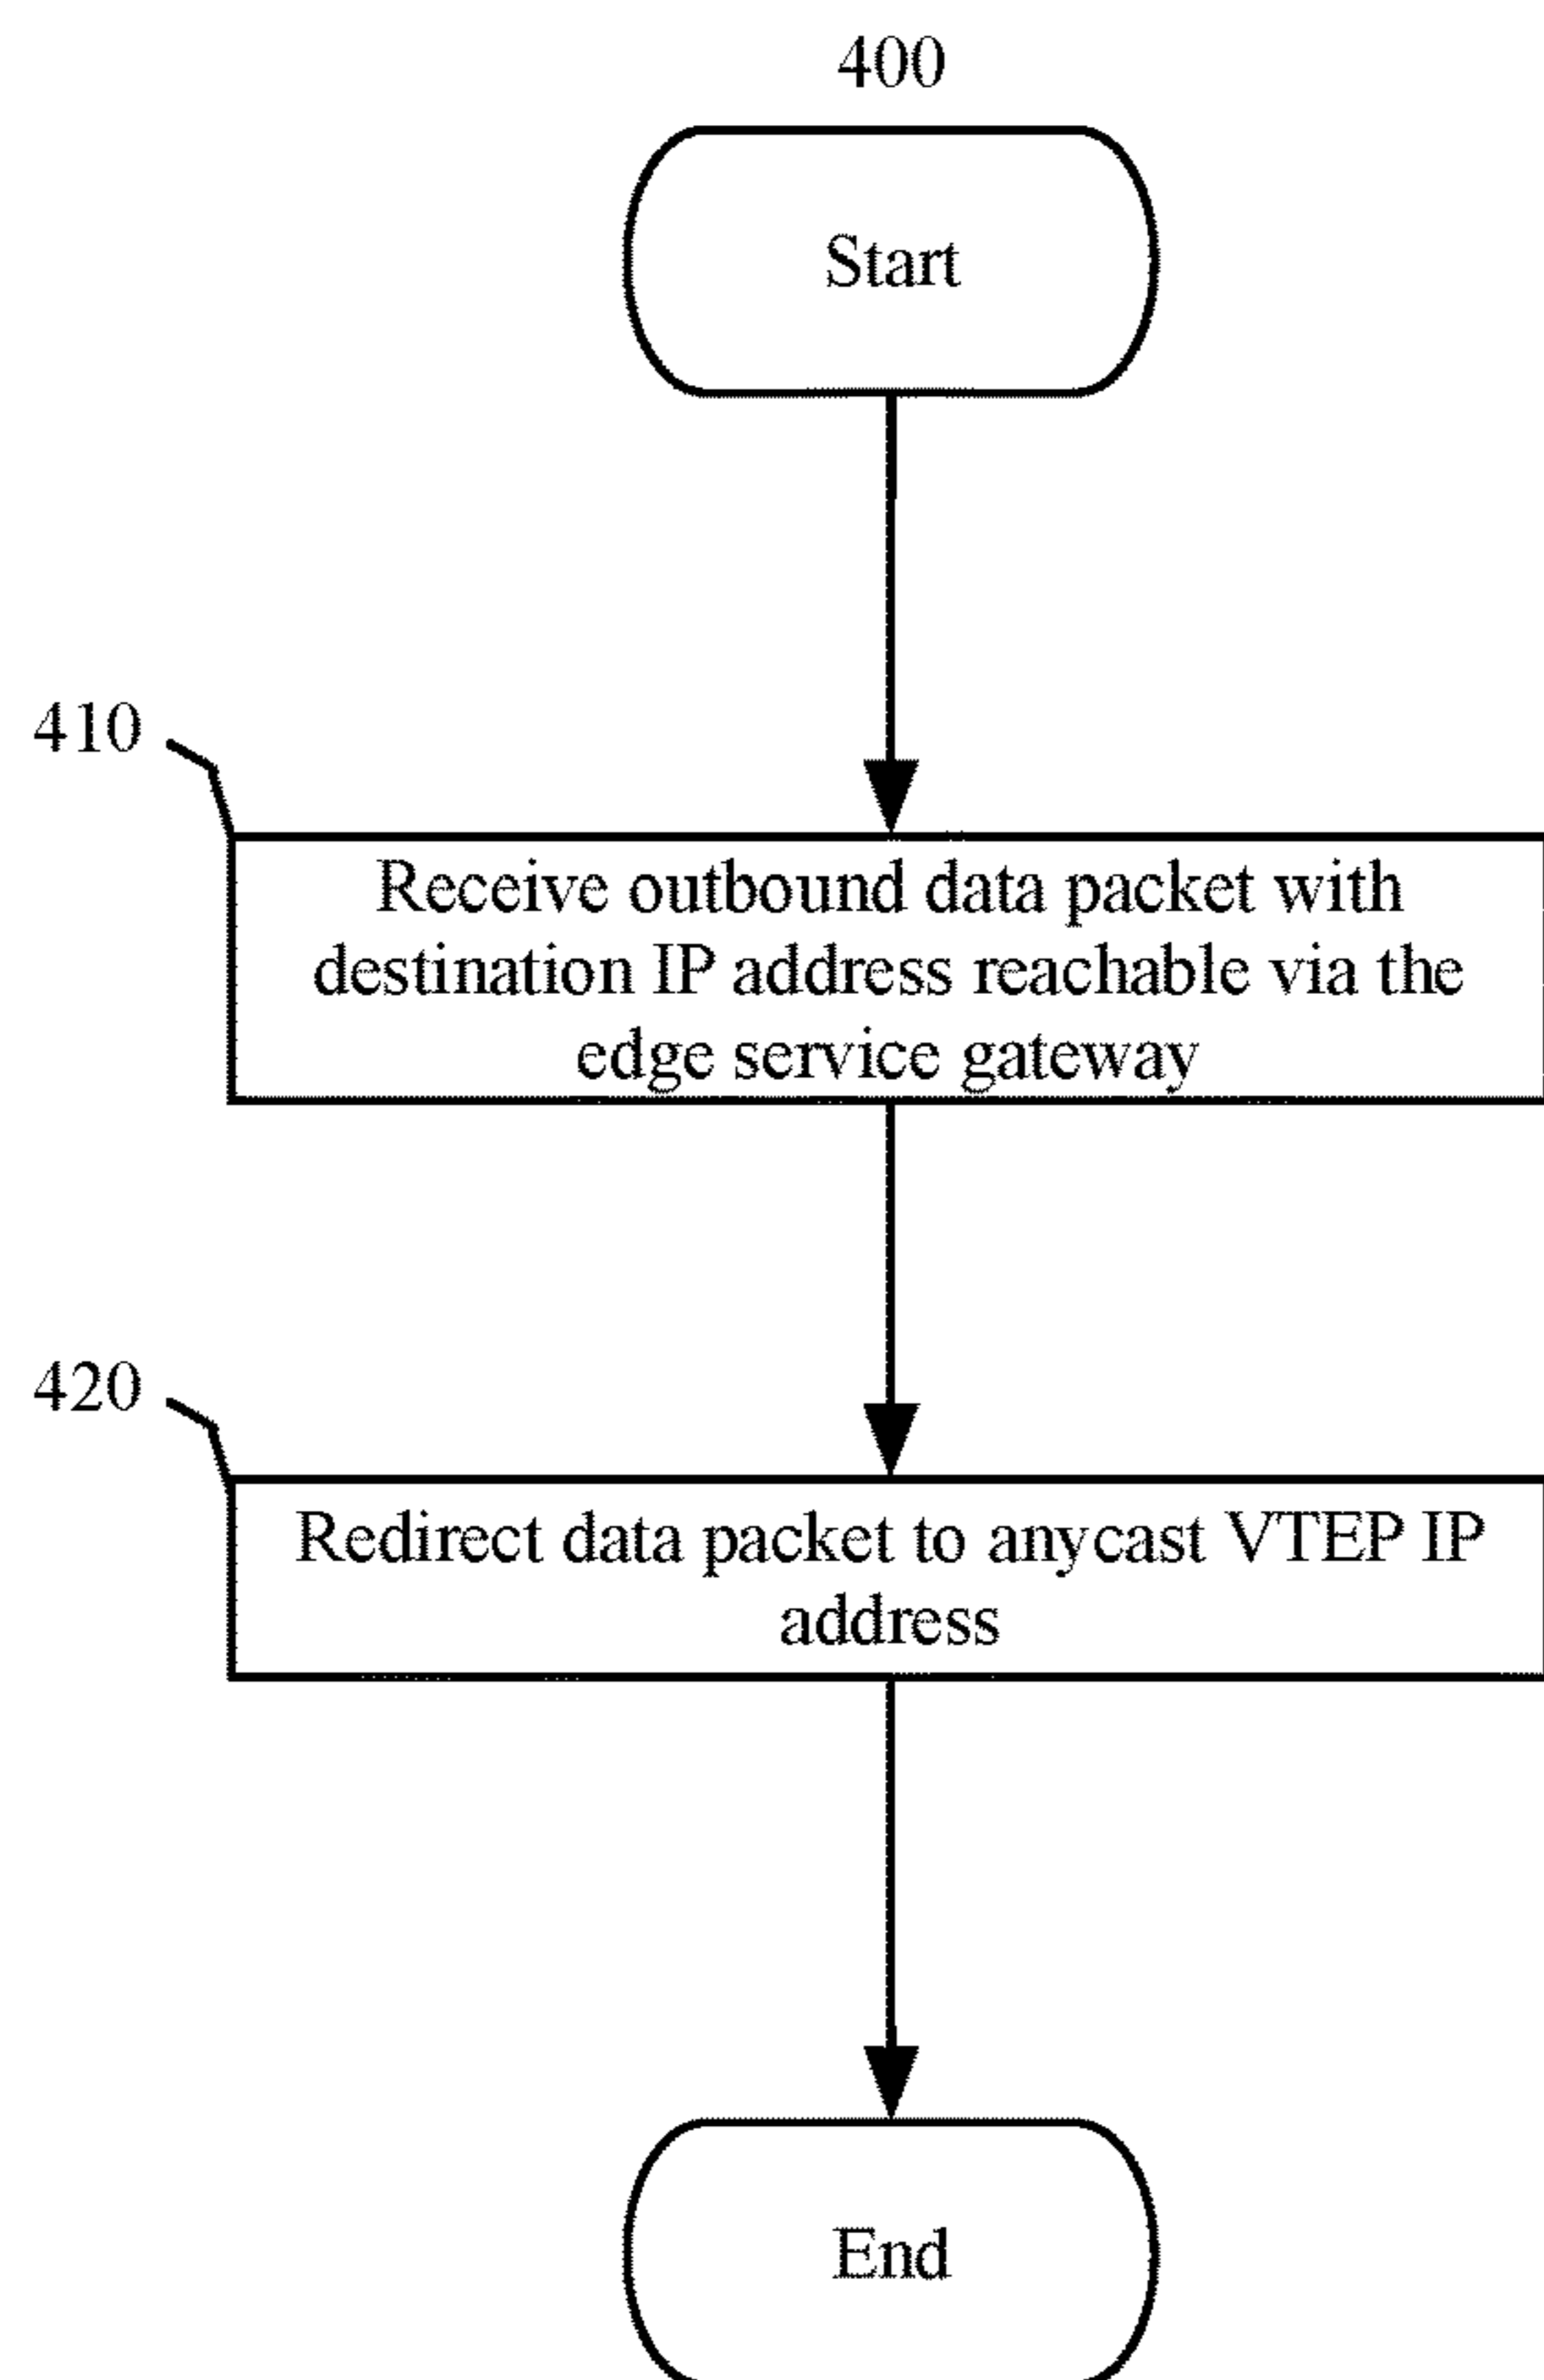 400
Start
410
Receive outbound data packet with
destination IP address reachable via the
edge service gateway
420
Redirect data packet to anycast VTEP IP
address
End